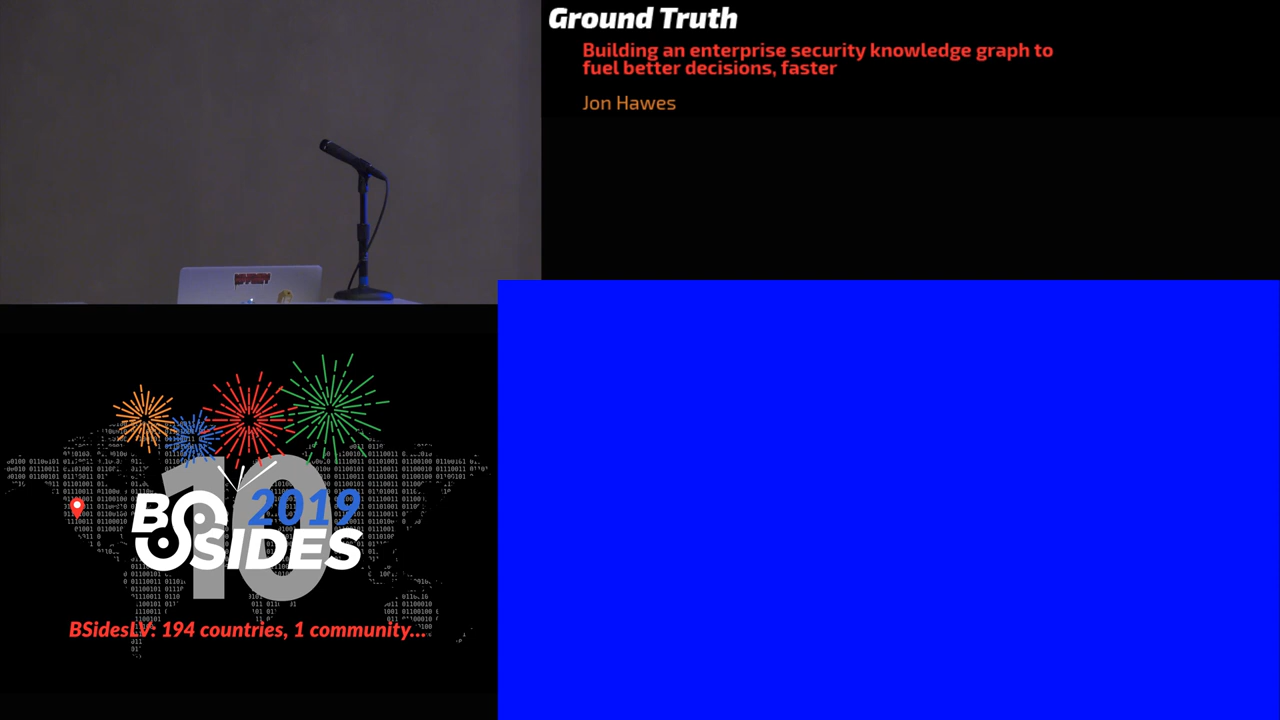 Ground Truth
Building an enterprise security knowledge graph to
fuel better decisions, faster
Jon Hawes
10
2019
BSIDES
BSidesLV: 194 countries, 1 community...